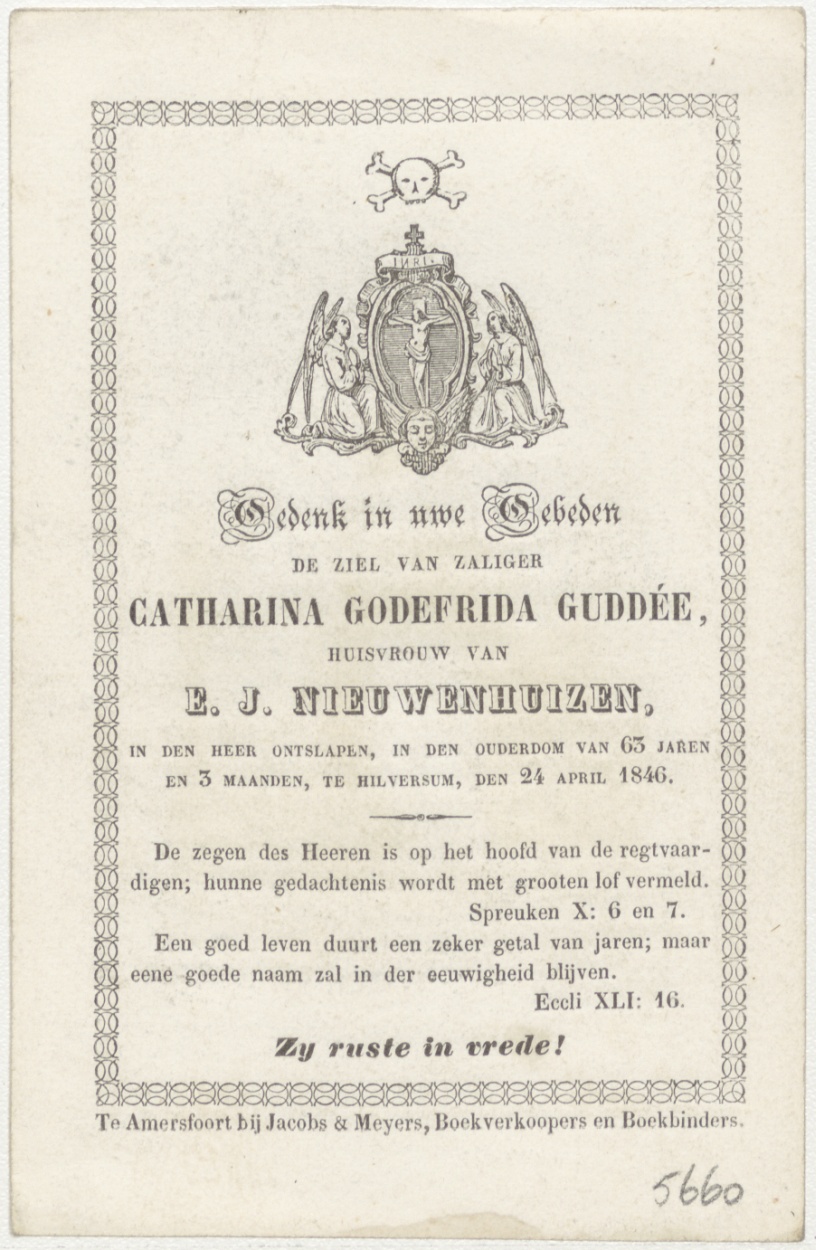 INRI.
Gedenk in uwe Gebeden
DE ZIEL VAN ZALIGER
CATHARINA GODEFRIDA GUDDÉE,
HUISVROUW VAN
E. J. NIEUWENHUIZEN,
IN DEN HEER ONTSLAPEN, IN DEN OUDERDOM VAN 63 JAREN
EN 3 MAANDEN, TE HILVERSUM, DEN 24 APRIL 1846.
De zegen des Heeren is op het hoofd van de regtvaar-
digen; hunne gedachtenis wordt met grooten lof vermeld.
Spreuken X: 6 en 7.
Een goed leven duurt een zeker getal van jaren; maar
eene goede naam zal in der eeuwigheid blijven.
Eccli XLI: 16.
Zy ruste in vrede!
Te Amersfoort bij Jacobs & Meyers, Boekverkoopers en Boekbinders.
5660